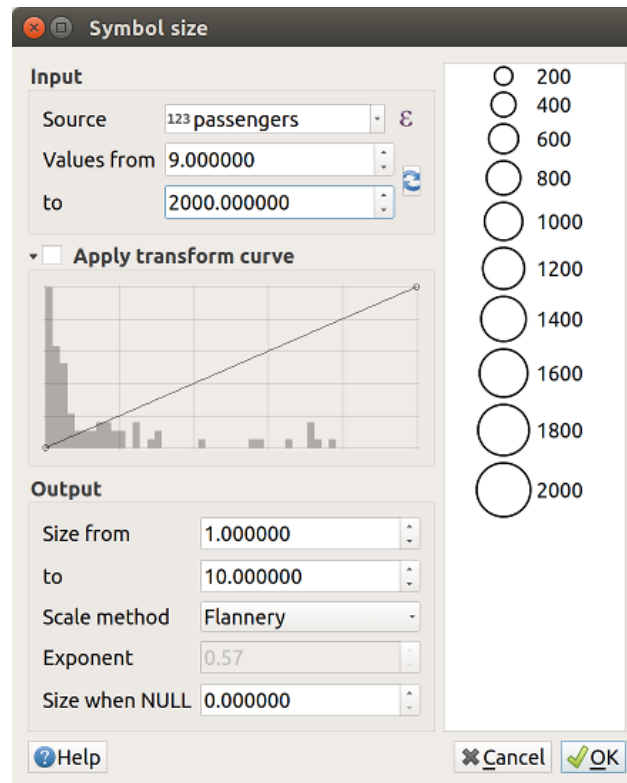 Symbol size
Input
Source 123 passengers ε
Values from 9.000000
to 2000.000000
Apply transform curve
Output
Size from 1.000000
to 10.000000
Scale method Flannery
Exponent 0.57
Size when NULL 0.000000
Help
200
400
600
800
1000
1200
1400
1600
1800
2000
Cancel OK